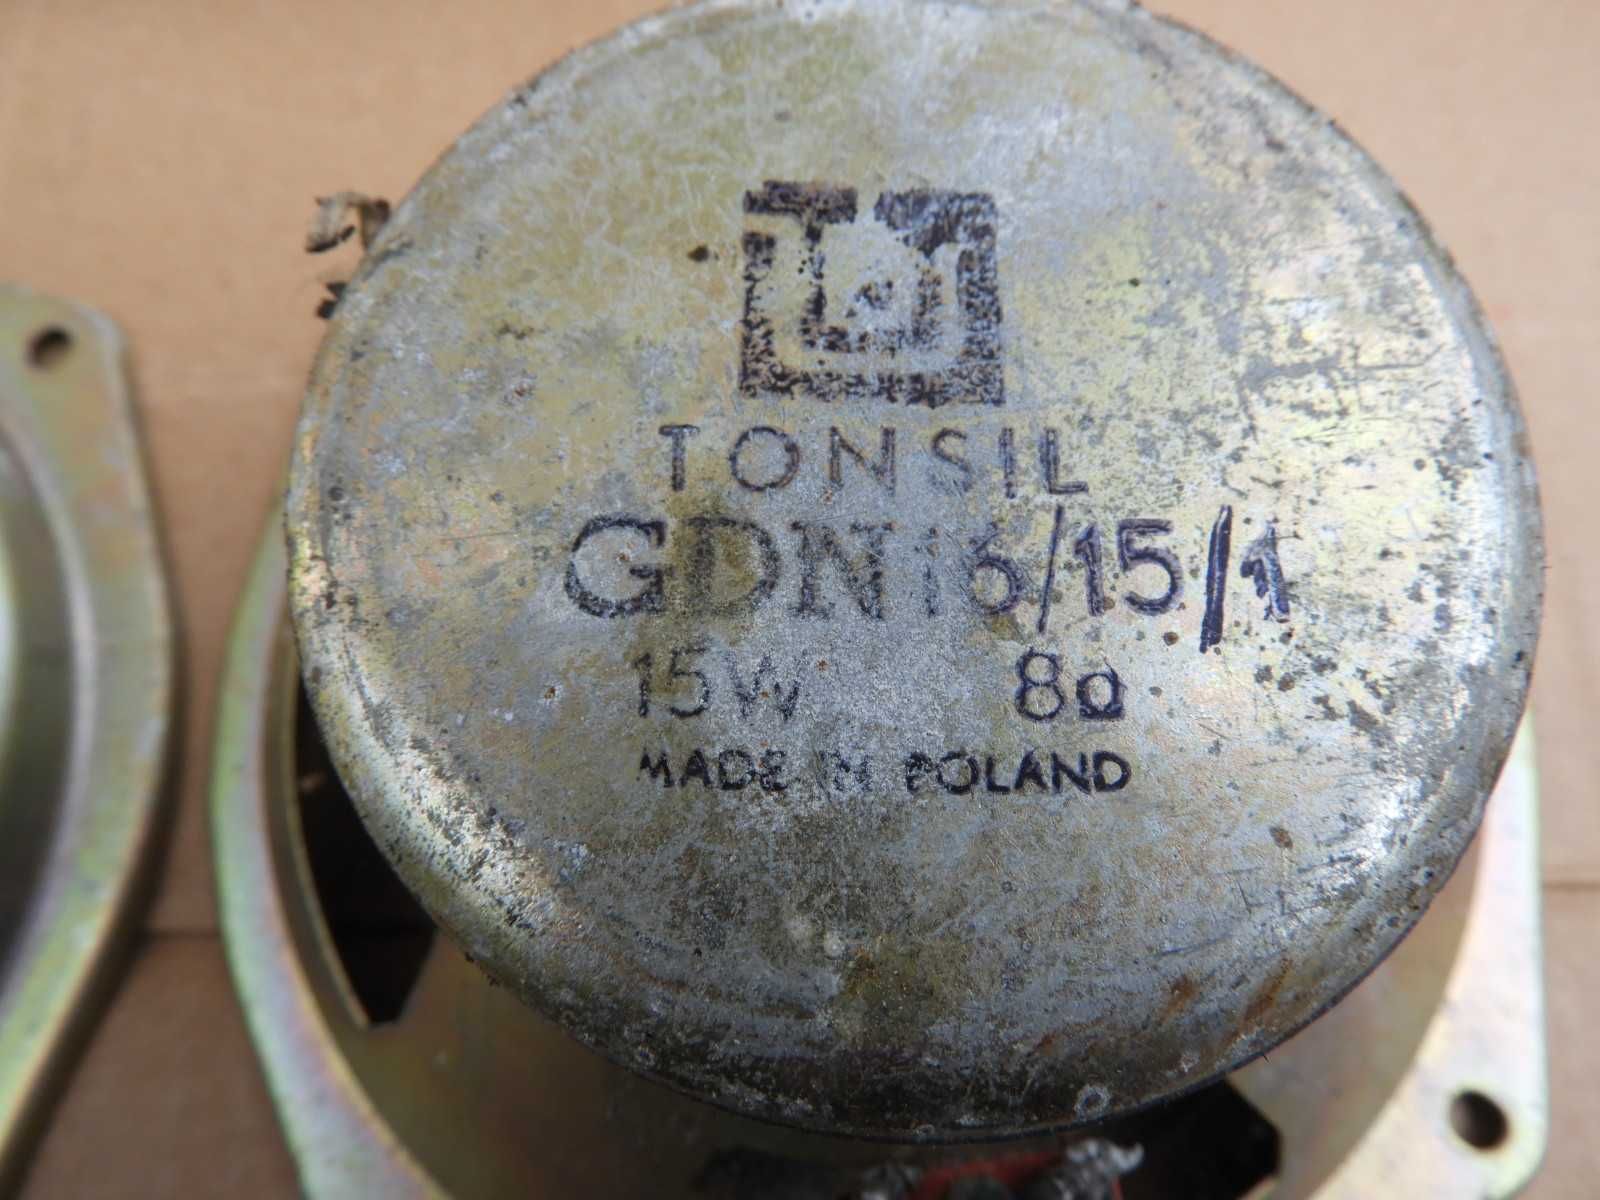 TONSIL
GDN16/15/1
15W 8Ω
MADE IN POLAND